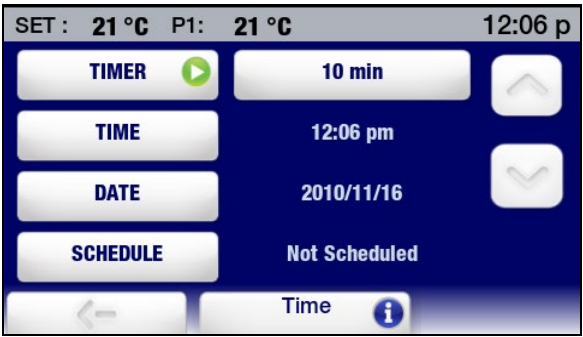 SET : 21 °C P1: 21 °C 12:06 p
TIMER 10 min
TIME 12:06 pm
DATE 2010/11/16
SCHEDULE Not Scheduled
Time i